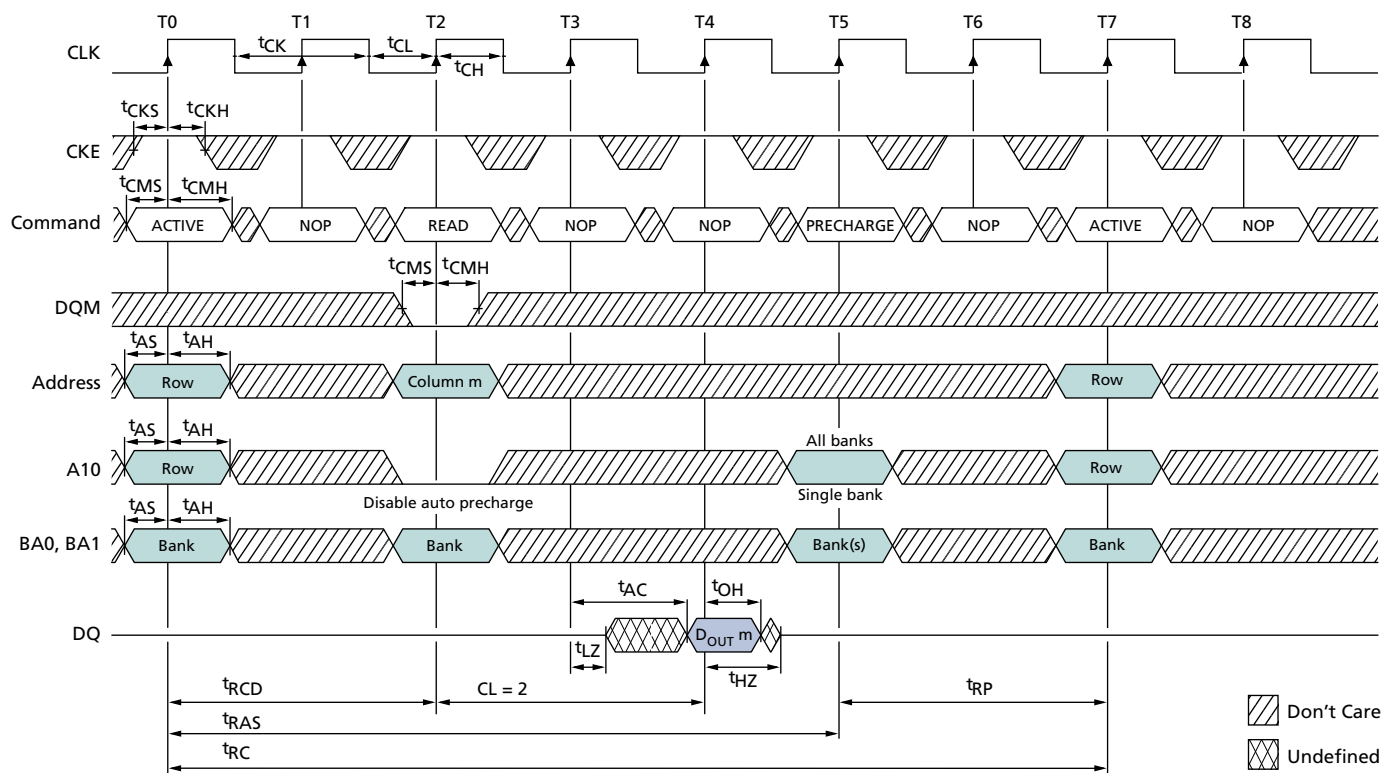 T0 T1 T2 T3 T4 T5 T6 T7 T8
CLK
tCK tCL
tCH
tCKS tCKH
CKE
tCMS tCMH
Command ACTIVE NOP READ NOP NOP PRECHARGE NOP ACTIVE NOP
tCMS tCMH
DQM
tAS tAH
Address Row Column m Row
tAS tAH
All banks
A10 Row Row
Disable auto precharge
Single bank
tAS tAH
BA0, BA1 Bank Bank Bank(s) Bank
tAC tOH
DQ DOUT m
tLZ
tHZ
tRCD CL = 2 tRP
tRAS
tRC
Don't Care
Undefined